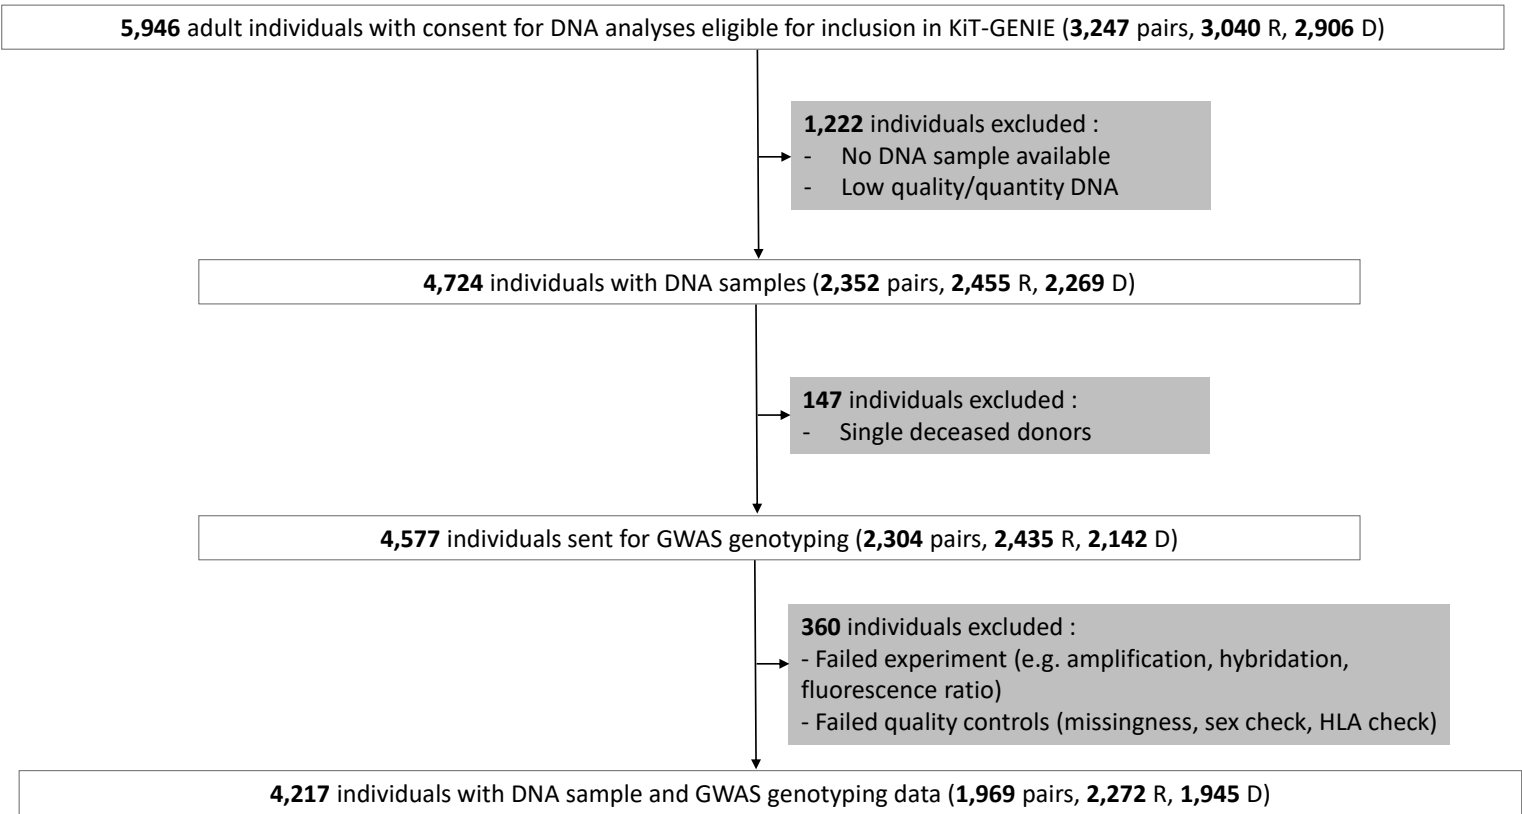 5,946 adult individuals with consent for DNA analyses eligible for inclusion in KiT-GENIE (3,247 pairs, 3,040 R, 2,906 D)
1,222 individuals excluded :
- No DNA sample available
- Low quality/quantity DNA
4,724 individuals with DNA samples (2,352 pairs, 2,455 R, 2,269 D)
147 individuals excluded :
- Single deceased donors
4,577 individuals sent for GWAS genotyping (2,304 pairs, 2,435 R, 2,142 D)
360 individuals excluded :
- Failed experiment (e.g. amplification, hybridation,
fluorescence ratio)
- Failed quality controls (missingness, sex check, HLA check)
4,217 individuals with DNA sample and GWAS genotyping data (1,969 pairs, 2,272 R, 1,945 D)